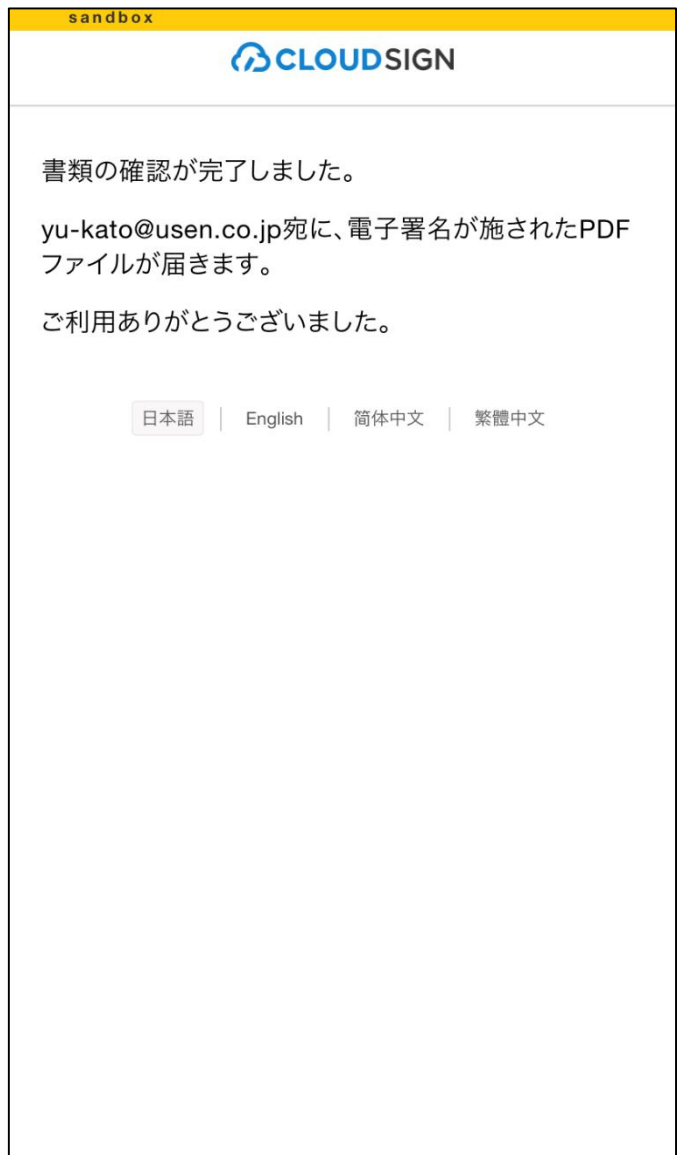 sandbox
CLOUDSIGN
書類の確認が完了しました。
yu-kato@usen.co.jp宛に、電子署名が施されたPDF
ファイルが届きます。
ご利用ありがとうございました。
日本語 | English | 简体中文 | 繁體中文